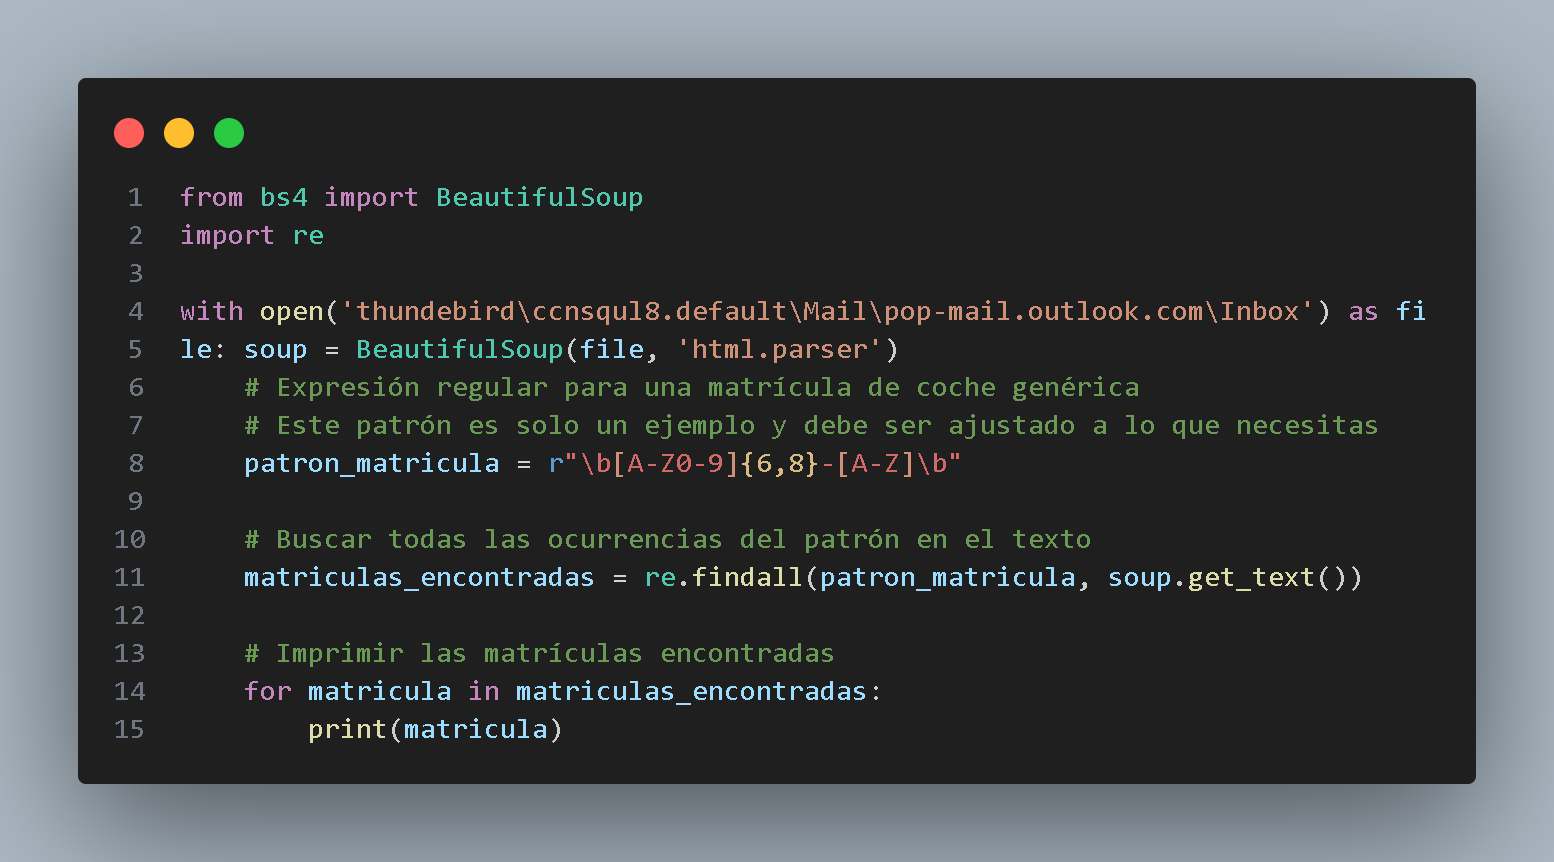 1 from bs4 import BeautifulSoup
2 import re
3
4 with open('thundebird\ccnsqul8.default\Mail\pop-mail.outlook.com\Inbox') as fi
5 le: soup = BeautifulSoup(file, 'html.parser')
6     # Expresión regular para una matrícula de coche genérica
7     # Este patrón es solo un ejemplo y debe ser ajustado a lo que necesitas
8     patron_matricula = r"\b[A-Z0-9]{6,8}-[A-Z]\b"
9
10     # Buscar todas las ocurrencias del patrón en el texto
11     matriculas_encontradas = re.findall(patron_matricula, soup.get_text())
12
13     # Imprimir las matrículas encontradas
14     for matricula in matriculas_encontradas:
15         print(matricula)